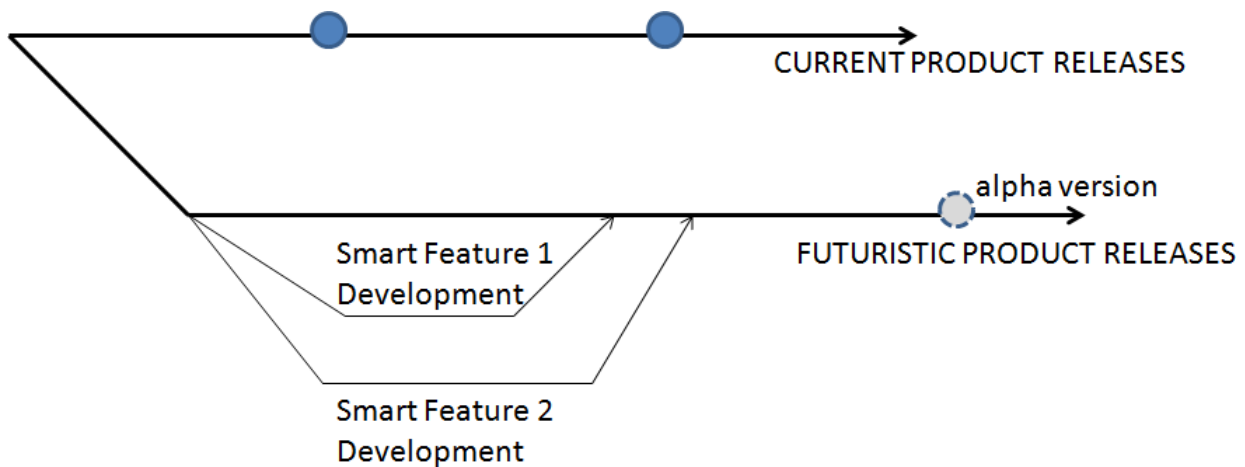 CURRENT PRODUCT RELEASES
alpha version
FUTURISTIC PRODUCT RELEASES
Smart Feature 1
Development
Smart Feature 2
Development